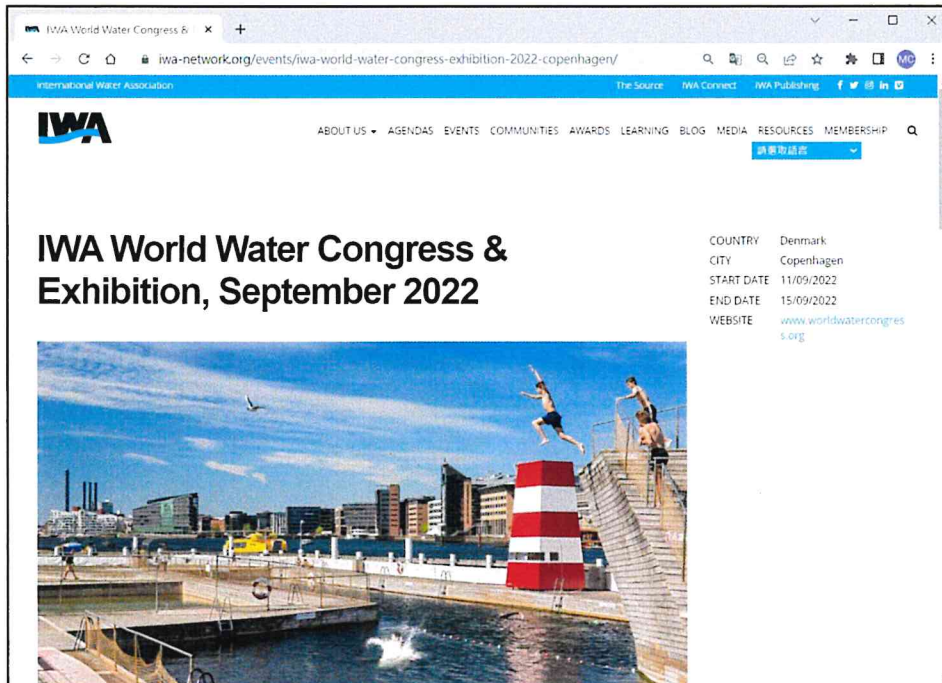 IWA World Water Congress &
iwa-network.org/events/iwa-world-water-congress-exhibition-2022-copenhagen/
MC
International Water Association
The Source IWA Connect IWA Publishing
IWA
ABOUT US AGENDAS EVENTS COMMUNITIES AWARDS LEARNING BLOG MEDIA RESOURCES MEMBERSHIP
請選取語言
IWA World Water Congress &
Exhibition, September 2022
COUNTRY Denmark
CITY Copenhagen
START DATE 11/09/2022
END DATE 15/09/2022
WEBSITE www.worldwatercongres
s.org